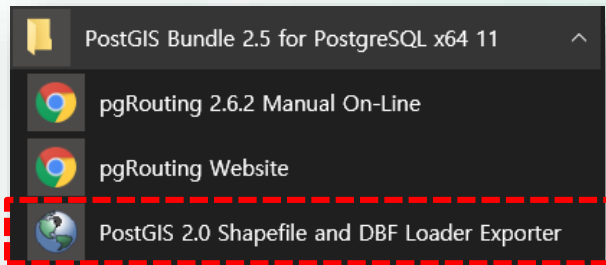 PostGIS Bundle 2.5 for PostgreSQL x64 11
pgRouting 2.6.2 Manual On-Line
pgRouting Website
PostGIS 2.0 Shapefile and DBF Loader Exporter